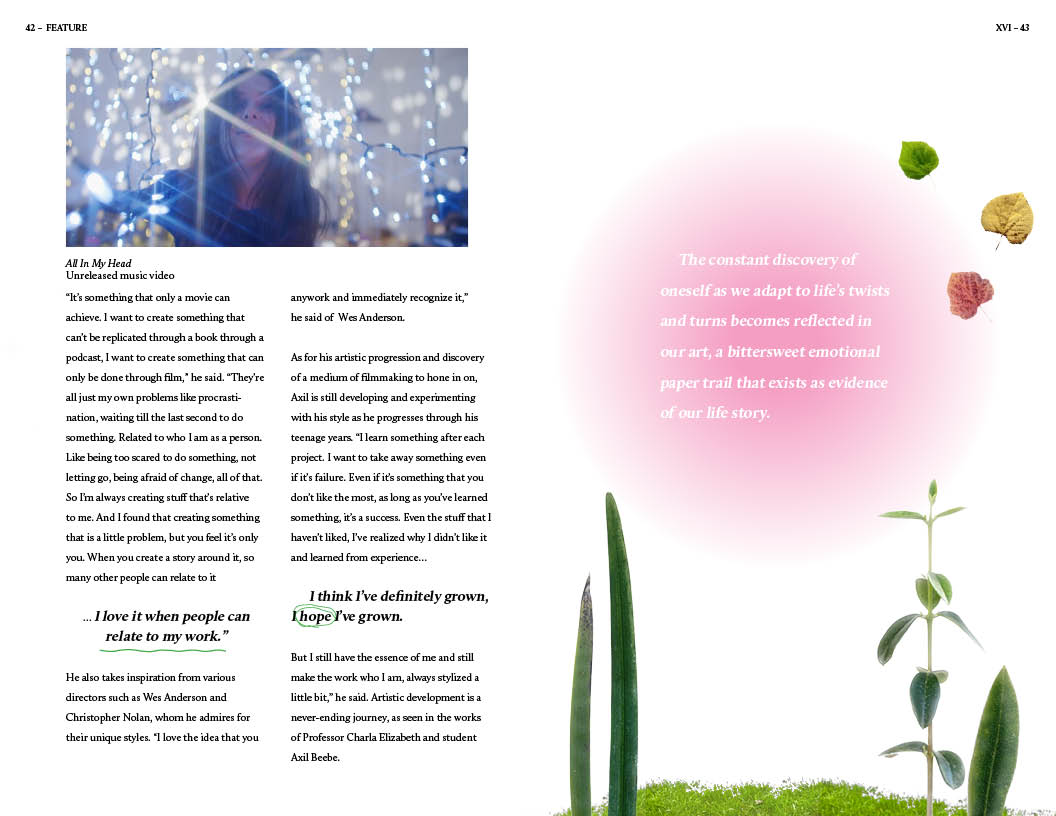 42 – FEATURE
XVI – 43
All In My Head
Unreleased music video
“It’s something that only a movie can
achieve. I want to create something that
can’t be replicated through a book through a
podcast, I want to create something that can
only be done through film,” he said. “They’re
all just my own problems like procrasti-
nation, waiting till the last second to do
something. Related to who I am as a person.
Like being too scared to do something, not
letting go, being afraid of change, all of that.
So I’m always creating stuff that’s relative
to me. And I found that creating something
that is a little problem, but you feel it’s only
you. When you create a story around it, so
many other people can relate to it
... I love it when people can
relate to my work.”
He also takes inspiration from various
directors such as Wes Anderson and
Christopher Nolan, whom he admires for
their unique styles. “I love the idea that you
anywork and immediately recognize it,”
he said of Wes Anderson.
As for his artistic progression and discovery
of a medium of filmmaking to hone in on,
Axil is still developing and experimenting
with his style as he progresses through his
teenage years. “I learn something after each
project. I want to take away something even
if it’s failure. Even if it’s something that you
don’t like the most, as long as you’ve learned
something, it’s a success. Even the stuff that I
haven’t liked, I’ve realized why I didn’t like it
and learned from experience...
I think I’ve definitely grown,
I hope I’ve grown.
But I still have the essence of me and still
make the work who I am, always stylized a
little bit,” he said. Artistic development is a
never-ending journey, as seen in the works
of Professor Charla Elizabeth and student
Axil Beebe.
The constant discovery of
oneself as we adapt to life’s twists
and turns becomes reflected in
our art, a bittersweet emotional
paper trail that exists as evidence
of our life story.